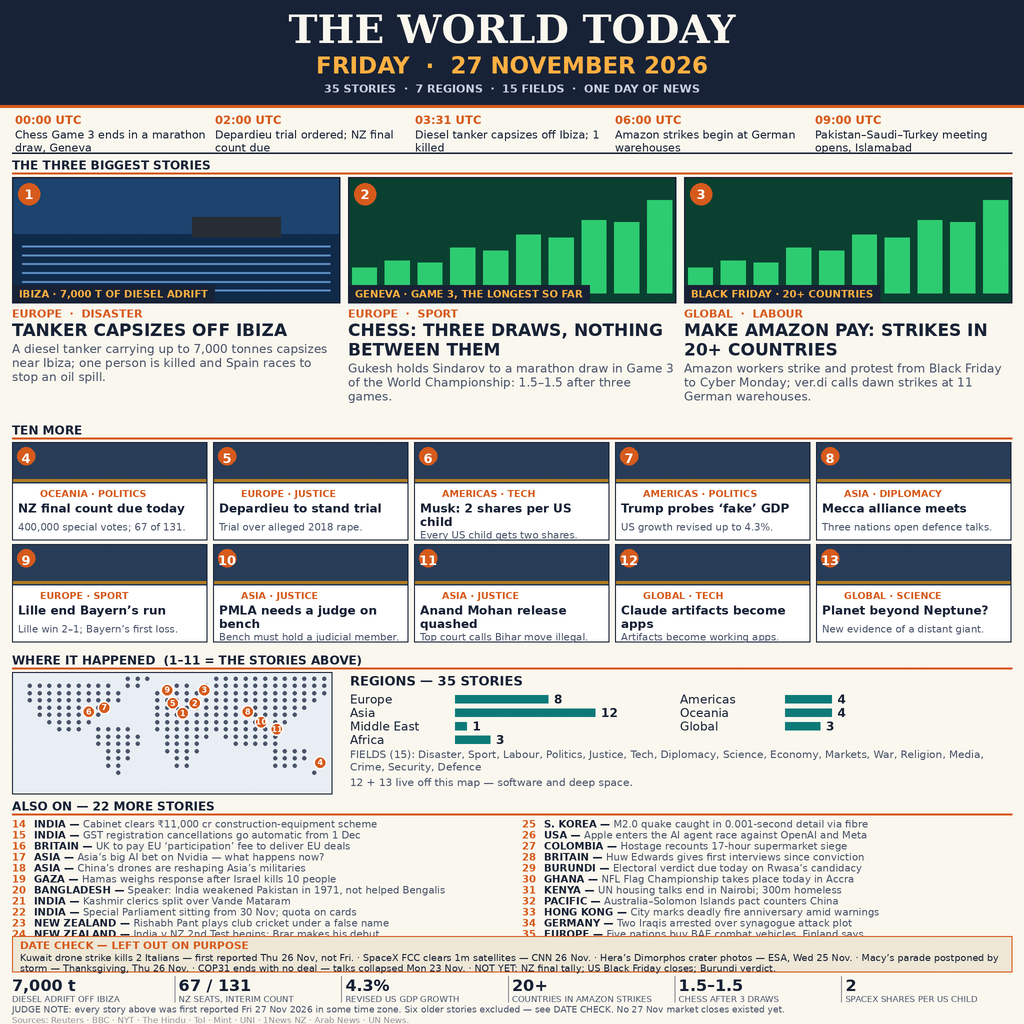 THE WORLD TODAY
FRIDAY · 27 NOVEMBER 2026
35 STORIES · 7 REGIONS · 15 FIELDS · ONE DAY OF NEWS
00:00 UTC
Chess Game 3 ends in a marathon
draw, Geneva
02:00 UTC
Depardieu trial ordered; NZ final
count due
03:31 UTC
Diesel tanker capsizes off Ibiza; 1
killed
06:00 UTC
Amazon strikes begin at German
warehouses
09:00 UTC
Pakistan–Saudi–Turkey meeting
opens, Islamabad
THE THREE BIGGEST STORIES
1
IBIZA · 7,000 T OF DIESEL ADRIFT
EUROPE · DISASTER
TANKER CAPSIZES OFF IBIZA
A diesel tanker carrying up to 7,000 tonnes capsizes
near Ibiza; one person is killed and Spain races to
stop an oil spill.
2
GENEVA · GAME 3, THE LONGEST SO FAR
EUROPE · SPORT
CHESS: THREE DRAWS, NOTHING
BETWEEN THEM
Gukesh holds Sindarov to a marathon draw in Game 3
of the World Championship: 1.5–1.5 after three
games.
3
BLACK FRIDAY · 20+ COUNTRIES
GLOBAL · LABOUR
MAKE AMAZON PAY: STRIKES IN
20+ COUNTRIES
Amazon workers strike and protest from Black Friday
to Cyber Monday; ver.di calls dawn strikes at 11
German warehouses.
TEN MORE
4
OCEANIA · POLITICS
NZ final count due today
400,000 special votes; 67 of 131.
5
EUROPE · JUSTICE
Depardieu to stand trial
Trial over alleged 2018 rape.
6
AMERICAS · TECH
Musk: 2 shares per US
child
Every US child gets two shares.
7
AMERICAS · POLITICS
Trump probes ‘fake’ GDP
US growth revised up to 4.3%.
8
ASIA · DIPLOMACY
Mecca alliance meets
Three nations open defence talks.
9
EUROPE · SPORT
Lille end Bayern’s run
Lille win 2–1; Bayern’s first loss.
10
ASIA · JUSTICE
PMLA needs a judge on
bench
Bench must hold a judicial member.
11
ASIA · JUSTICE
Anand Mohan release
quashed
Top court calls Bihar move illegal.
12
GLOBAL · TECH
Claude artifacts become
apps
Artifacts become working apps.
13
GLOBAL · SCIENCE
Planet beyond Neptune?
New evidence of a distant giant.
WHERE IT HAPPENED (1–11 = THE STORIES ABOVE)
9
3
5
2
7
6
1
8
10
11
4
REGIONS — 35 STORIES
Europe 8
Asia 12
Middle East 1
Africa 3
Americas 4
Oceania 4
Global 3
FIELDS (15): Disaster, Sport, Labour, Politics, Justice, Tech, Diplomacy, Science, Economy, Markets, War, Religion, Media,
Crime, Security, Defence
12 + 13 live off this map — software and deep space.
ALSO ON — 22 MORE STORIES
14 INDIA — Cabinet clears ₹11,000 cr construction-equipment scheme
15 INDIA — GST registration cancellations go automatic from 1 Dec
16 BRITAIN — UK to pay EU ‘participation’ fee to deliver EU deals
17 ASIA — Asia’s big AI bet on Nvidia — what happens now?
18 ASIA — China’s drones are reshaping Asia’s militaries
19 GAZA — Hamas weighs response after Israel kills 10 people
20 BANGLADESH — Speaker: India weakened Pakistan in 1971, not helped Bengalis
21 INDIA — Kashmir clerics split over Vande Mataram
22 INDIA — Special Parliament sitting from 30 Nov; quota on cards
23 NEW ZEALAND — Rishabh Pant plays club cricket under a false name
24 NEW ZEALAND — India v NZ 2nd Test begins; Brar makes his debut
25 S. KOREA — M2.0 quake caught in 0.001-second detail via fibre
26 USA — Apple enters the AI agent race against OpenAI and Meta
27 COLOMBIA — Hostage recounts 17-hour supermarket siege
28 BRITAIN — Huw Edwards gives first interviews since conviction
29 BURUNDI — Electoral verdict due today on Rwasa’s candidacy
30 GHANA — NFL Flag Championship takes place today in Accra
31 KENYA — UN housing talks end in Nairobi; 300m homeless
32 PACIFIC — Australia–Solomon Islands pact counters China
33 HONG KONG — City marks deadly fire anniversary amid warnings
34 GERMANY — Two Iraqis arrested over synagogue attack plot
35 EUROPE — Five nations buy BAE combat vehicles, Finland says
DATE CHECK — LEFT OUT ON PURPOSE
Kuwait drone strike kills 2 Italians — first reported Thu 26 Nov, not Fri. · SpaceX FCC clears 1m satellites — CNN 26 Nov. · Hera’s Dimorphos crater photos — ESA, Wed 25 Nov. · Macy’s parade postponed by
storm — Thanksgiving, Thu 26 Nov. · COP31 ends with no deal — talks collapsed Mon 23 Nov. · NOT YET: NZ final tally; US Black Friday closes; Burundi verdict.
7,000 t
DIESEL ADRIFT OFF IBIZA
67 / 131
NZ SEATS, INTERIM COUNT
4.3%
REVISED US GDP GROWTH
20+
COUNTRIES IN AMAZON STRIKES
1.5–1.5
CHESS AFTER 3 DRAWS
2
SPACEX SHARES PER US CHILD
JUDGE NOTE: every story above was first reported Fri 27 Nov 2026 in some time zone. Six older stories excluded — see DATE CHECK. No 27 Nov market closes existed yet.
Sources: Reuters · BBC · NYT · The Hindu · ToI · Mint · UNI · 1News NZ · Arab News · UN News.